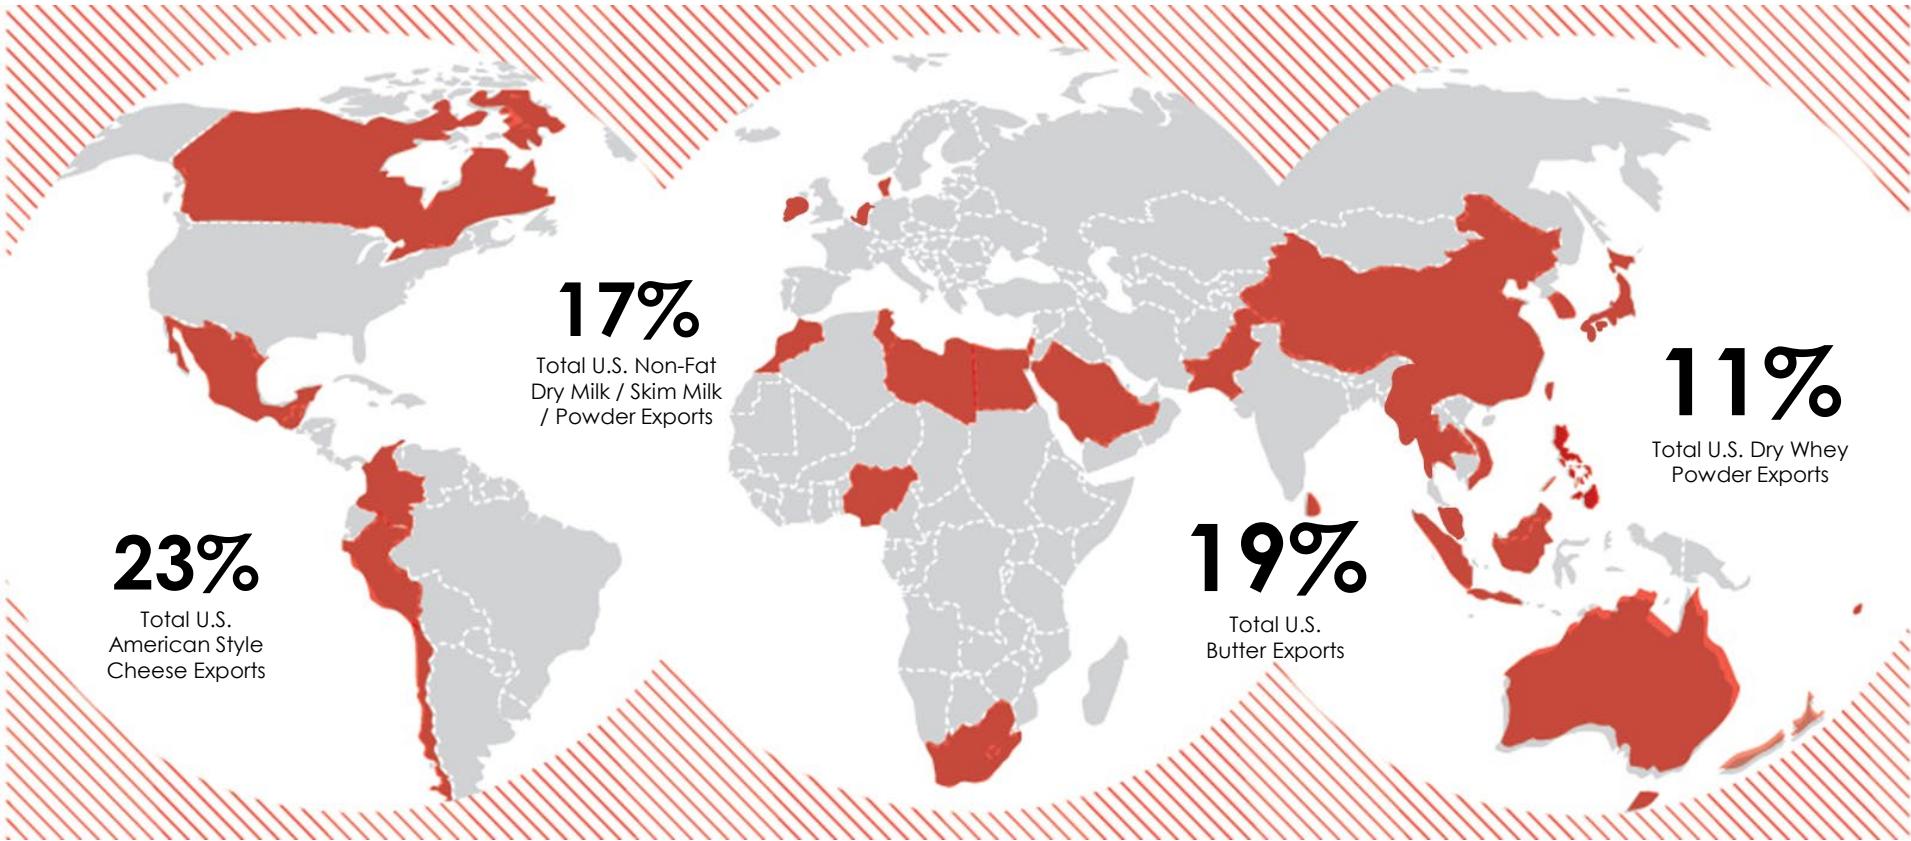 17%
Total U.S. Non-Fat
Dry Milk / Skim Milk
/ Powder Exports
11%
Total U.S. Dry Whey
Powder Exports
23%
Total U.S.
American Style
Cheese Exports
19%
Total U.S.
Butter Exports